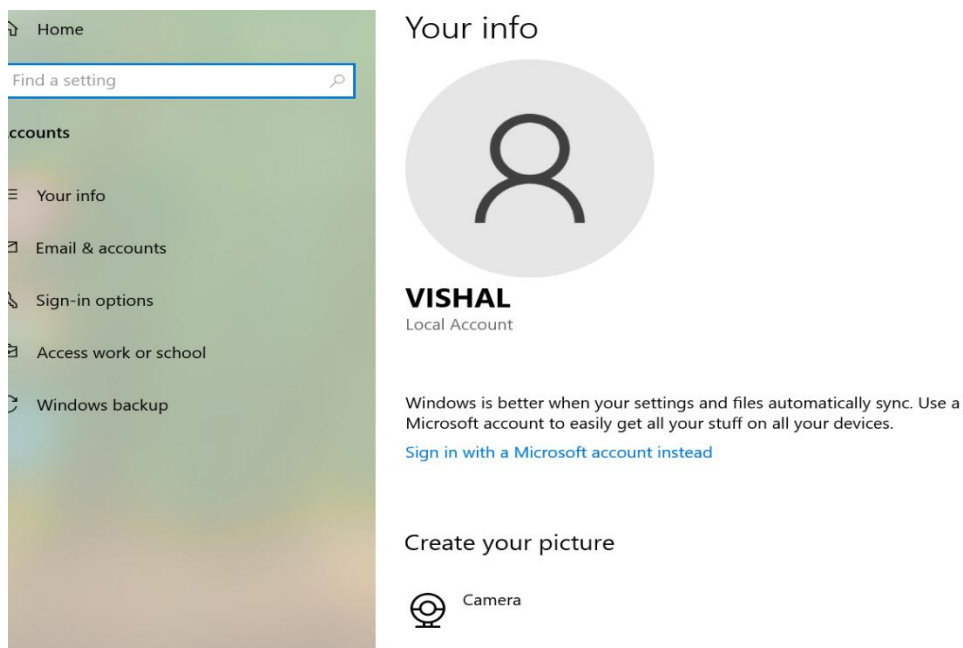 Home
Find a setting
ccounts
Your info
Email & accounts
Sign-in options
Access work or school
Windows backup
Your info
VISHAL
Local Account
Windows is better when your settings and files automatically sync. Use a
Microsoft account to easily get all your stuff on all your devices.
Sign in with a Microsoft account instead
Create your picture
Camera